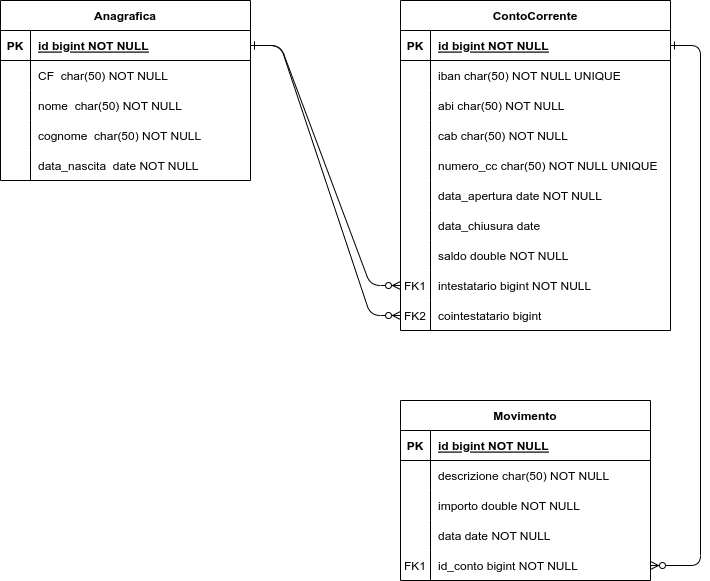 Anagrafica
PK id bigint NOT NULL
CF char(50) NOT NULL
nome char(50) NOT NULL
cognome char(50) NOT NULL
data_nascita date NOT NULL
ContoCorrente
PK id bigint NOT NULL
iban char(50) NOT NULL UNIQUE
abi char(50) NOT NULL
cab char(50) NOT NULL
numero_cc char(50) NOT NULL UNIQUE
data_apertura date NOT NULL
data_chiusura date
saldo double NOT NULL
FK1 intestatario bigint NOT NULL
FK2 cointestatario bigint
Movimento
PK id bigint NOT NULL
descrizione char(50) NOT NULL
importo double NOT NULL
data date NOT NULL
FK1 id_conto bigint NOT NULL